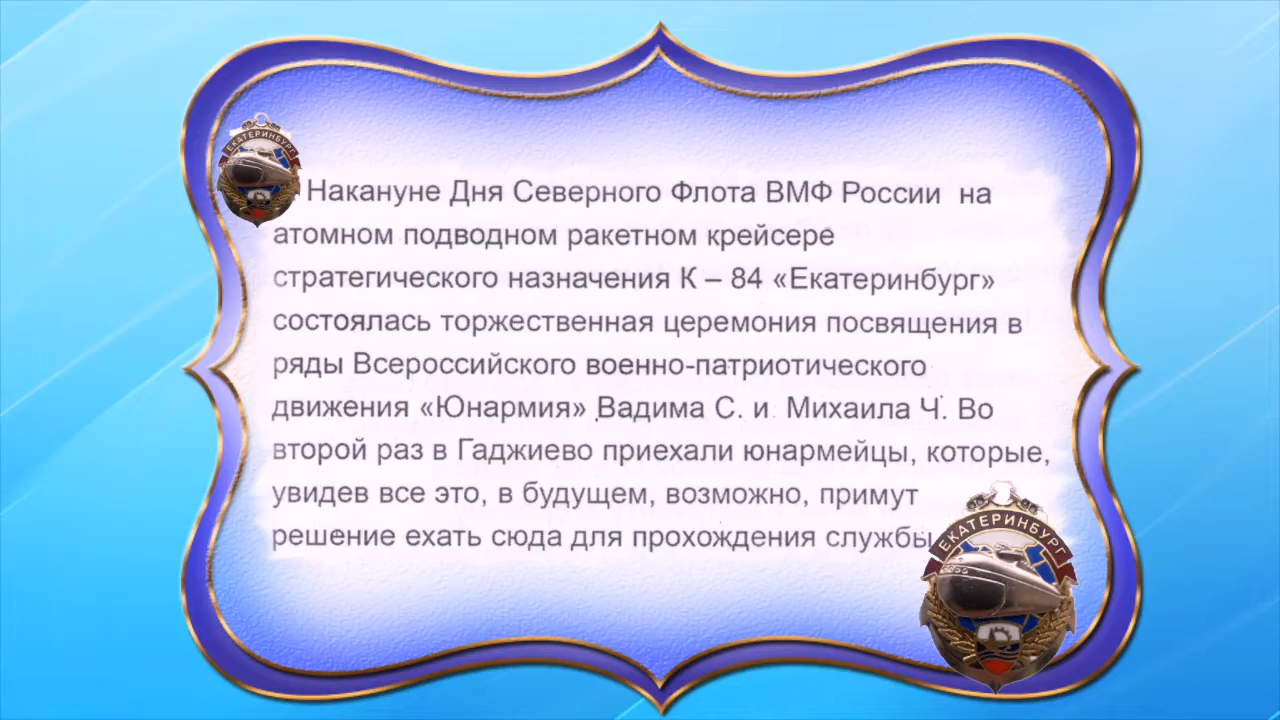 ЕКАТЕРИНБУРГ
Накануне Дня Северного Флота ВМФ России на
атомном подводном ракетном крейсере
стратегического назначения К – 84 «Екатеринбург»
состоялась торжественная церемония посвящения в
ряды Всероссийского военно-патриотического
движения «Юнармия» Вадима С. и Михаила Ч. Во
второй раз в Гаджиево приехали юнармейцы, которые,
увидев все это, в будущем, возможно, примут
решение ехать сюда для прохождения службы
ЕКАТЕРИНБУРГ